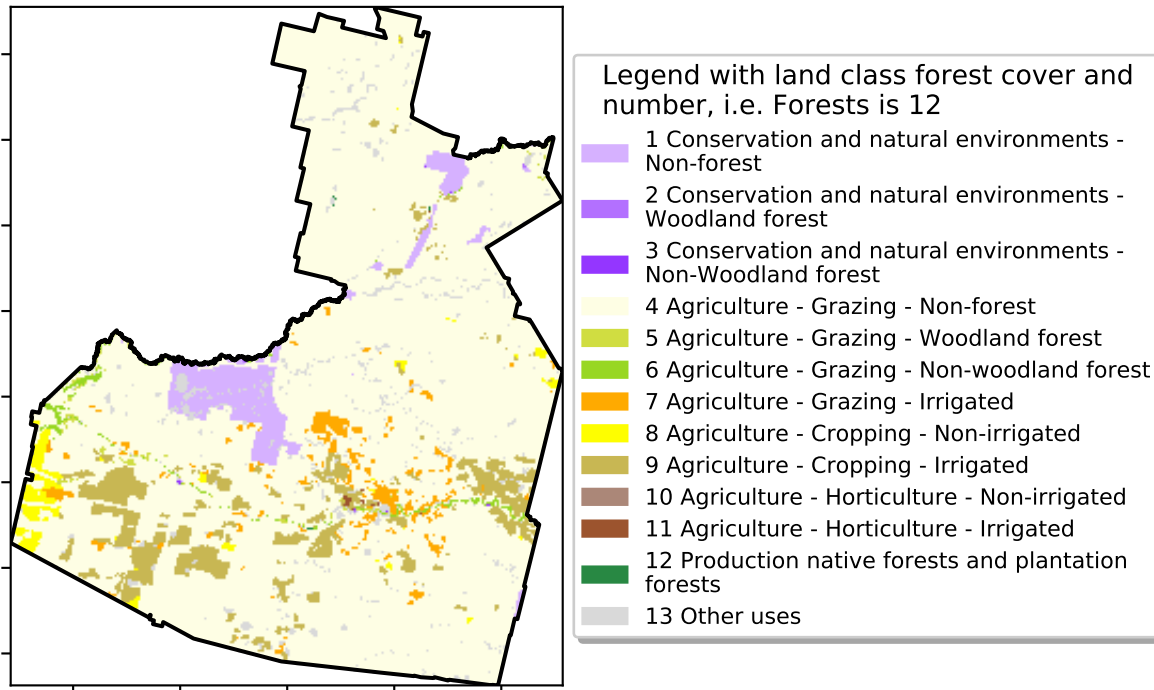 Legend with land class forest cover and
number, i.e. Forests is 12
1 Conservation and natural environments -
Non-forest
2 Conservation and natural environments -
Woodland forest
3 Conservation and natural environments -
Non-Woodland forest
4 Agriculture - Grazing - Non-forest
5 Agriculture - Grazing - Woodland forest
6 Agriculture - Grazing - Non-woodland forest
7 Agriculture - Grazing - Irrigated
8 Agriculture - Cropping - Non-irrigated
9 Agriculture - Cropping - Irrigated
10 Agriculture - Horticulture - Non-irrigated
11 Agriculture - Horticulture - Irrigated
12 Production native forests and plantation
forests
13 Other uses